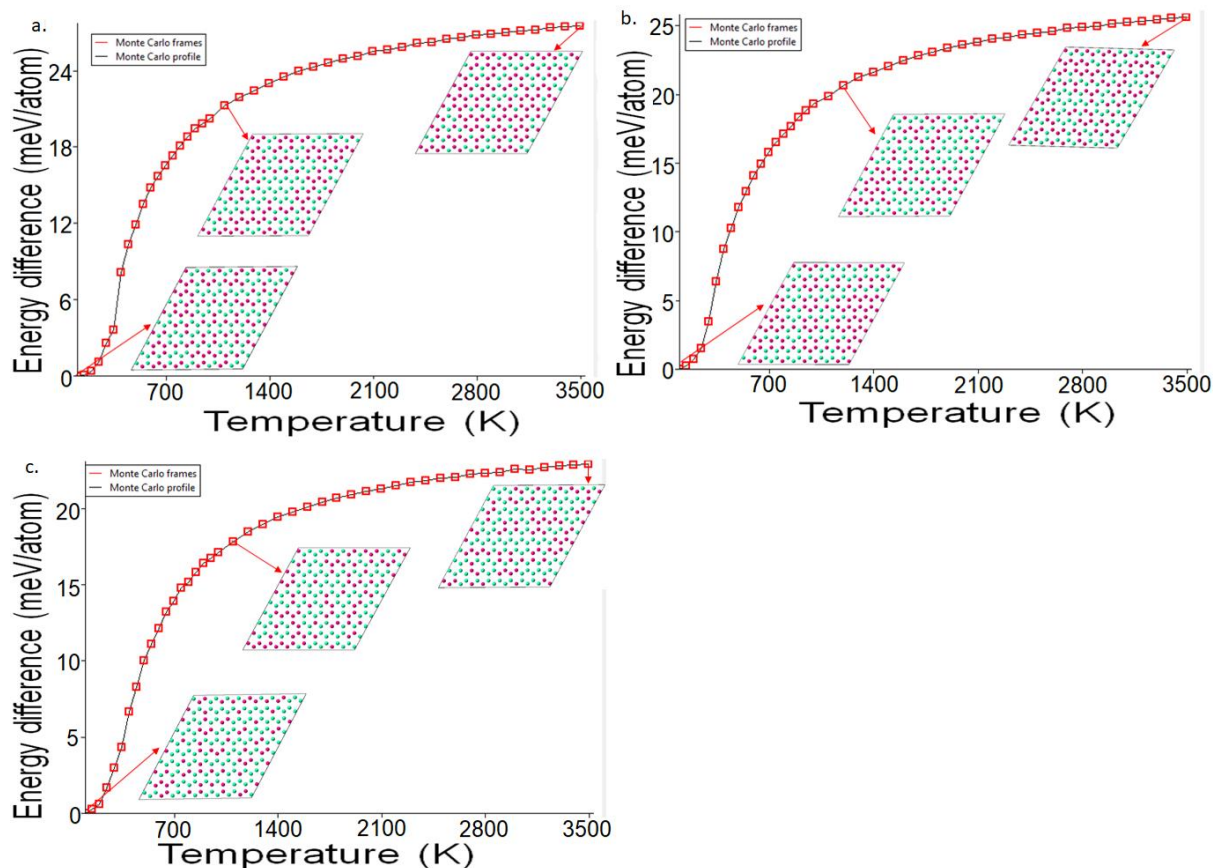 a.
Monte Carlo frames
Monte Carlo profile
Energy difference (meV/atom)
24
18
12
6
0
700 1400 2100 2800 3500
Temperature (K)
b.
Monte Carlo frames
Monte Carlo profile
Energy difference (meV/atom)
25
20
15
10
5
0
700 1400 2100 2800 3500
Temperature (K)
c.
Monte Carlo frames
Monte Carlo profile
Energy difference (meV/atom)
20
15
10
5
0
700 1400 2100 2800 3500
Temperature (K)